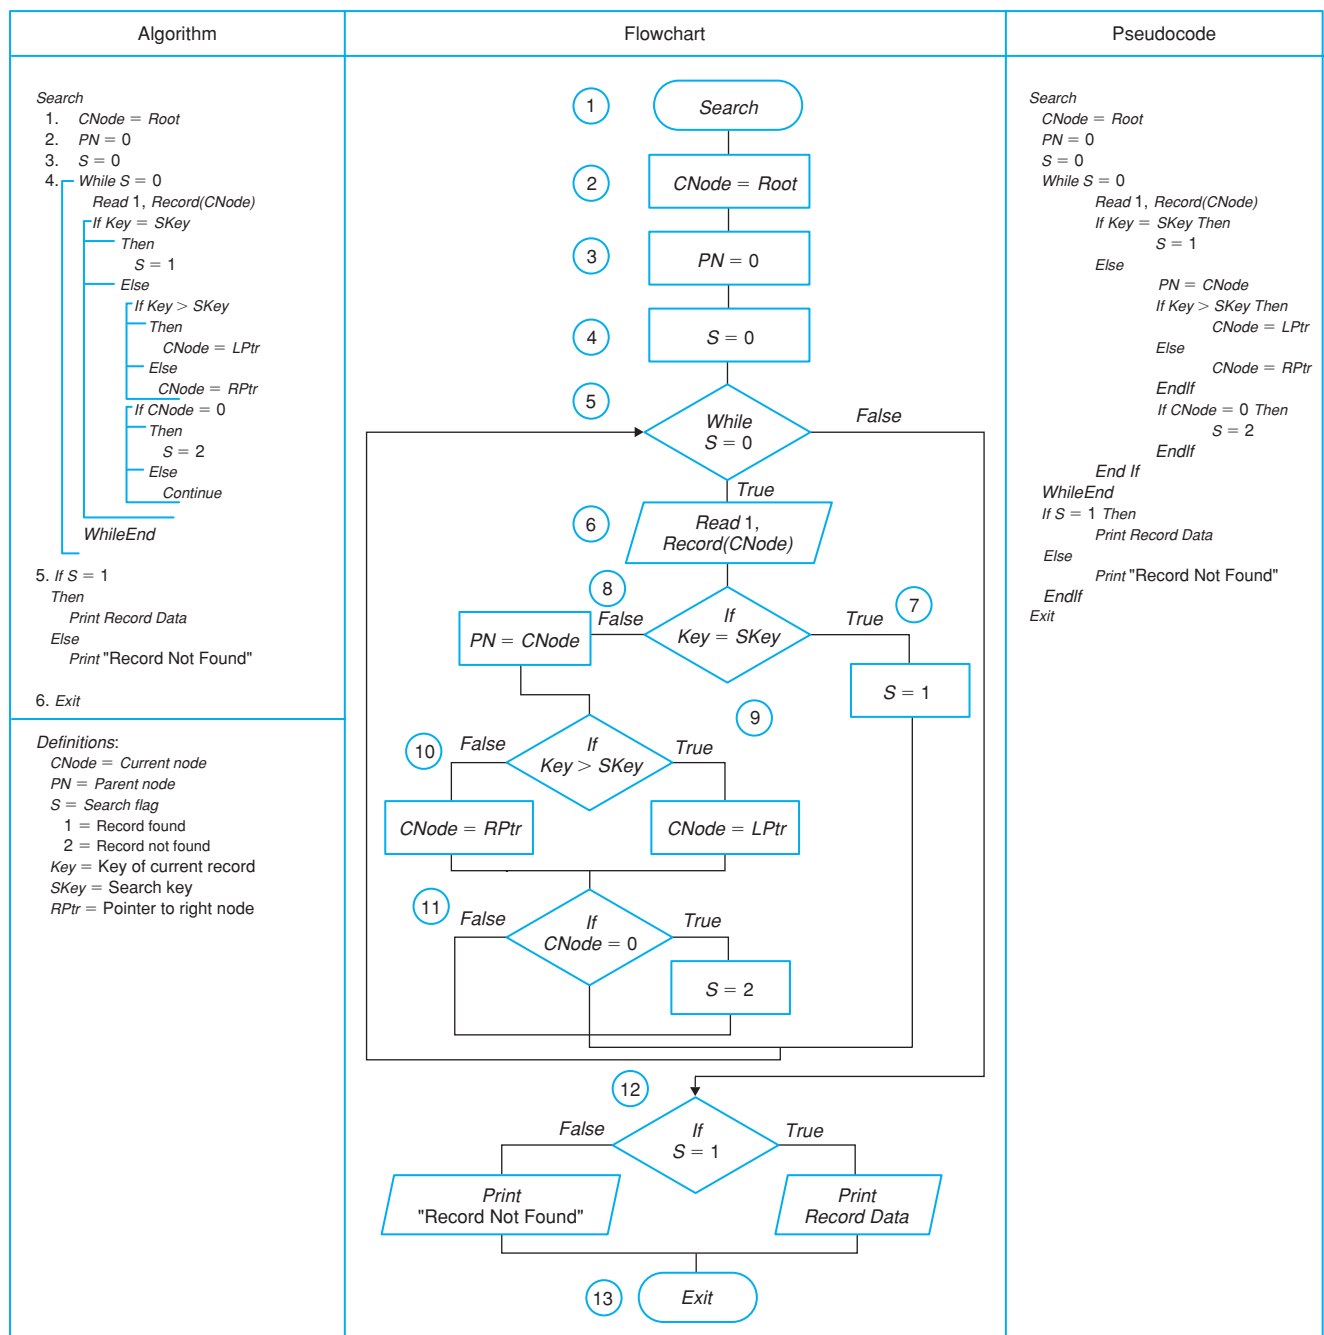 Algorithm
Flowchart
Pseudocode
Search
1. CNode = Root
2. PN = 0
3. S = 0
4. While S = 0
Read 1, Record(CNode)
If Key = SKey
Then
S = 1
Else
If Key > SKey
Then
CNode = LPtr
Else
CNode = RPtr
If CNode = 0
Then
S = 2
Else
Continue
WhileEnd
5. If S = 1
Then
Print Record Data
Else
Print "Record Not Found"
6. Exit
Definitions:
CNode = Current node
PN = Parent node
S = Search flag
1 = Record found
2 = Record not found
Key = Key of current record
SKey = Search key
RPtr = Pointer to right node
1
Search
2
CNode = Root
3
PN = 0
4
S = 0
5
While
S = 0
False
True
6
Read 1,
Record(CNode)
8
False
If
Key = SKey
True
7
PN = CNode
S = 1
9
10
False
If
Key > SKey
True
CNode = RPtr
CNode = LPtr
11
False
If
CNode = 0
True
S = 2
12
False
If
S = 1
True
Print
"Record Not Found"
Print
Record Data
13
Exit
Search
CNode = Root
PN = 0
S = 0
While S = 0
Read 1, Record(CNode)
If Key = SKey Then
S = 1
Else
PN = CNode
If Key > SKey Then
CNode = LPtr
Else
CNode = RPtr
EndIf
If CNode = 0 Then
S = 2
EndIf
End If
WhileEnd
If S = 1 Then
Print Record Data
Else
Print "Record Not Found"
EndIf
Exit